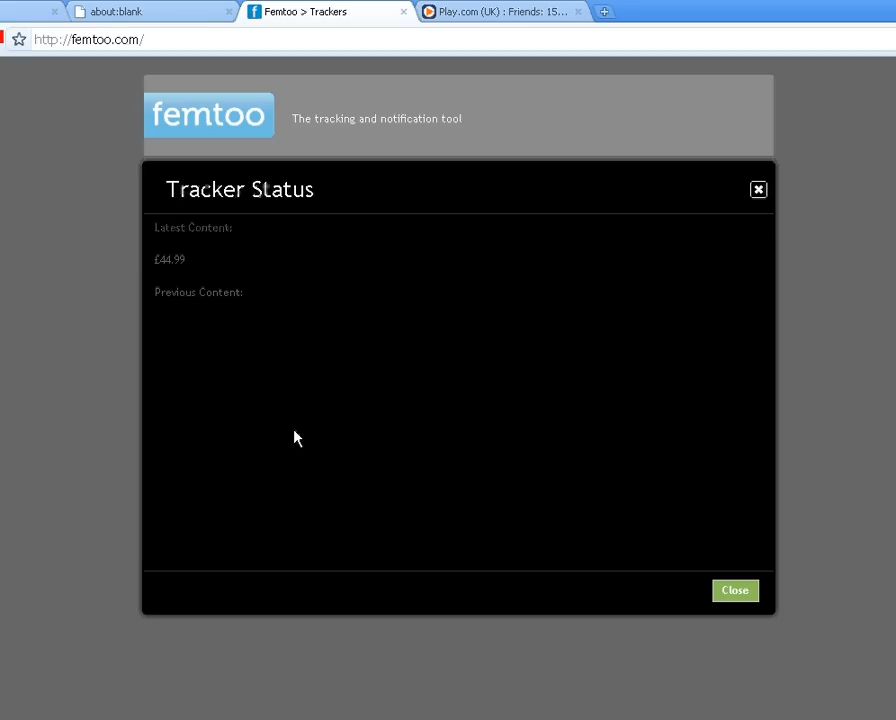 about:blank
Femtoo > Trackers
Play.com (UK) : Friends: 15...
http://femtoo.com/
femtoo
The tracking and notification tool
Tracker Status
Latest Content:
£44.99
Previous Content:
Close